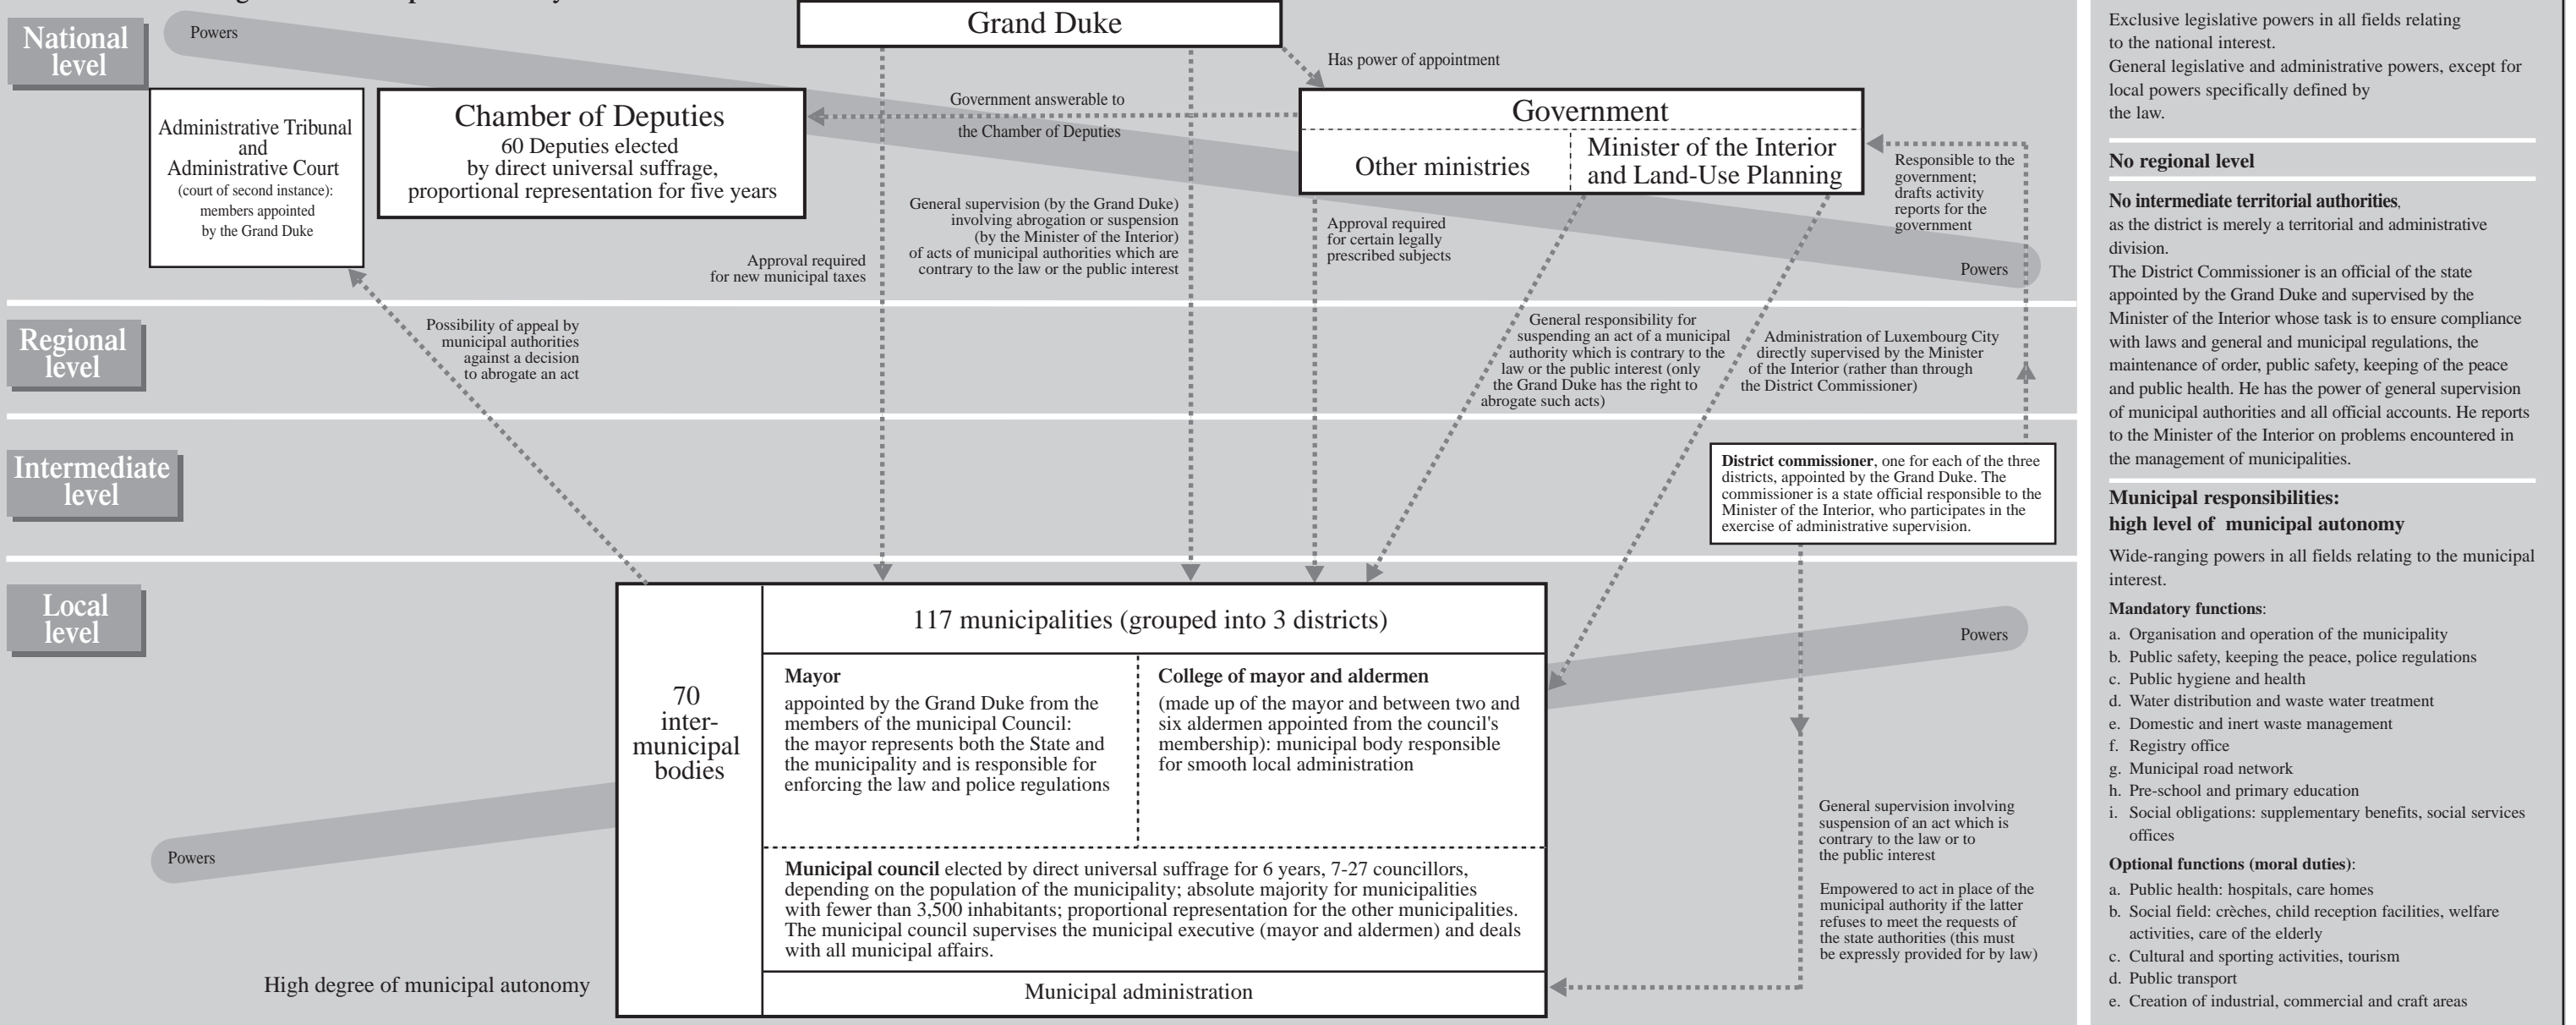 National
level
Powers
Grand Duke
Has power of appointment
Administrative Tribunal
and
Administrative Court
(court of second instance):
members appointed
by the Grand Duke
Chamber of Deputies
60 Deputies elected
by direct universal suffrage,
proportional representation for five years
Government answerable to
the Chamber of Deputies
Government
Other ministries
Minister of the Interior
and Land-Use Planning
Responsible to the
government;
drafts activity
reports for the
government
Powers
Approval required
for new municipal taxes
General supervision (by the Grand Duke)
involving abrogation or suspension
(by the Minister of the Interior)
of acts of municipal authorities which are
contrary to the law or the public interest
Approval required
for certain legally
prescribed subjects
Regional
level
Possibility of appeal by
municipal authorities
against a decision
to abrogate an act
General responsibility for
suspending an act of a municipal
authority which is contrary to the
law or the public interest (only
the Grand Duke has the right to
abrogate such acts)
Administration of Luxembourg City
directly supervised by the Minister
of the Interior (rather than through
the District Commissioner)
Intermediate
level
District commissioner, one for each of the three
districts, appointed by the Grand Duke. The
commissioner is a state official responsible to the
Minister of the Interior, who participates in the
exercise of administrative supervision.
Local
level
70
inter-
municipal
bodies
117 municipalities (grouped into 3 districts)
Mayor
appointed by the Grand Duke from the
members of the municipal Council:
the mayor represents both the State and
the municipality and is responsible for
enforcing the law and police regulations
College of mayor and aldermen
(made up of the mayor and between two and
six aldermen appointed from the council's
membership): municipal body responsible
for smooth local administration
Municipal council elected by direct universal suffrage for 6 years, 7-27 councillors,
depending on the population of the municipality; absolute majority for municipalities
with fewer than 3,500 inhabitants; proportional representation for the other municipalities.
The municipal council supervises the municipal executive (mayor and aldermen) and deals
with all municipal affairs.
Municipal administration
Powers
Powers
High degree of municipal autonomy
General supervision involving
suspension of an act which is
contrary to the law or to
the public interest
Empowered to act in place of the
municipal authority if the latter
refuses to meet the requests of
the state authorities (this must
be expressly provided for by law)
Exclusive legislative powers in all fields relating
to the national interest.
General legislative and administrative powers, except for
local powers specifically defined by
the law.
No regional level
No intermediate territorial authorities,
as the district is merely a territorial and administrative
division.
The District Commissioner is an official of the state
appointed by the Grand Duke and supervised by the
Minister of the Interior whose task is to ensure compliance
with laws and general and municipal regulations, the
maintenance of order, public safety, keeping of the peace
and public health. He has the power of general supervision
of municipal authorities and all official accounts. He reports
to the Minister of the Interior on problems encountered in
the management of municipalities.
Municipal responsibilities:
high level of municipal autonomy
Wide-ranging powers in all fields relating to the municipal
interest.
Mandatory functions:
a. Organisation and operation of the municipality
b. Public safety, keeping the peace, police regulations
c. Public hygiene and health
d. Water distribution and waste water treatment
e. Domestic and inert waste management
f. Registry office
g. Municipal road network
h. Pre-school and primary education
i. Social obligations: supplementary benefits, social services
offices
Optional functions (moral duties):
a. Public health: hospitals, care homes
b. Social field: crèches, child reception facilities, welfare
activities, care of the elderly
c. Cultural and sporting activities, tourism
d. Public transport
e. Creation of industrial, commercial and craft areas